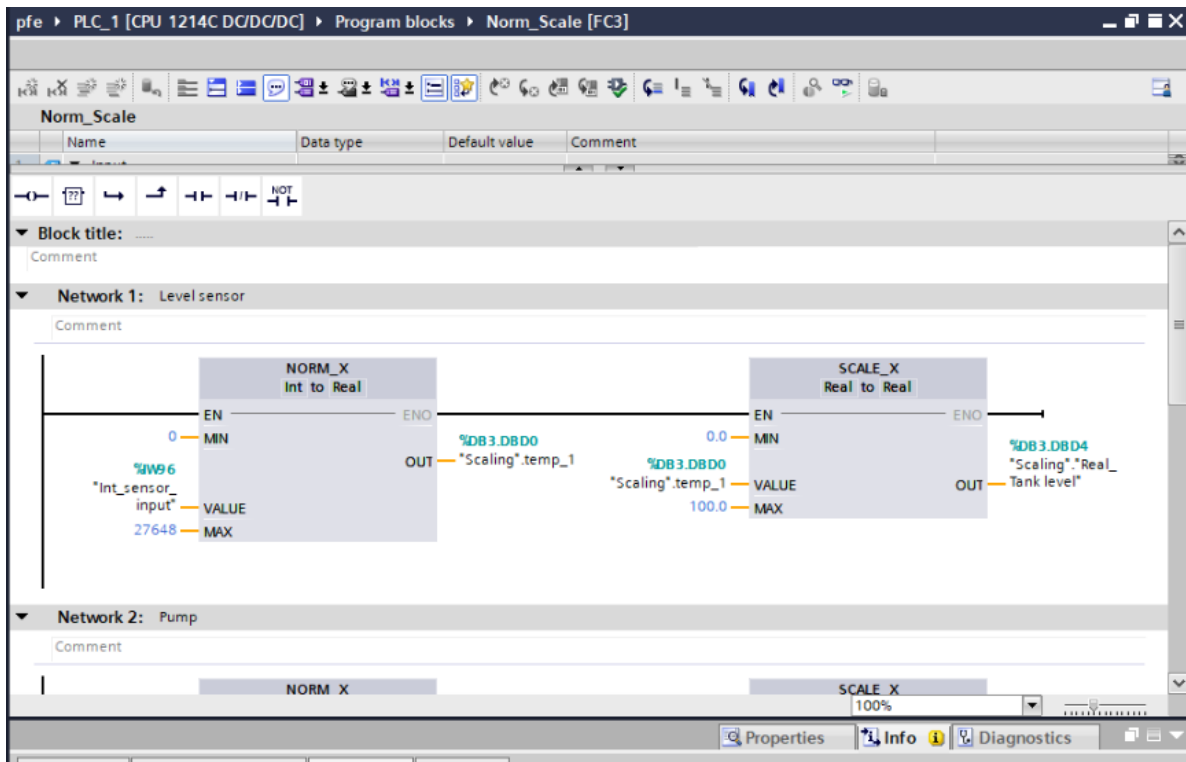 pfe ▸ PLC_1 [CPU 1214C DC/DC/DC] ▸ Program blocks ▸ Norm_Scale [FC3]
Norm_Scale
Name Data type Default value Comment
??
NOT
Block title: .....
Comment
Network 1: Level sensor
Comment
NORM_X
Int to Real
SCALE_X
Real to Real
EN ENO EN ENO
0 MIN
%DB3.DBD0
"Scaling".temp_1
OUT
%IW96
"Int_sensor_
input"
VALUE
27648 MAX
0.0 MIN
%DB3.DBD0
"Scaling".temp_1 VALUE
100.0 MAX
%DB3.DBD4
"Scaling"."Real_
Tank level"
OUT
Network 2: Pump
Comment
NORM_X SCALE_X
100%
Properties Info Diagnostics